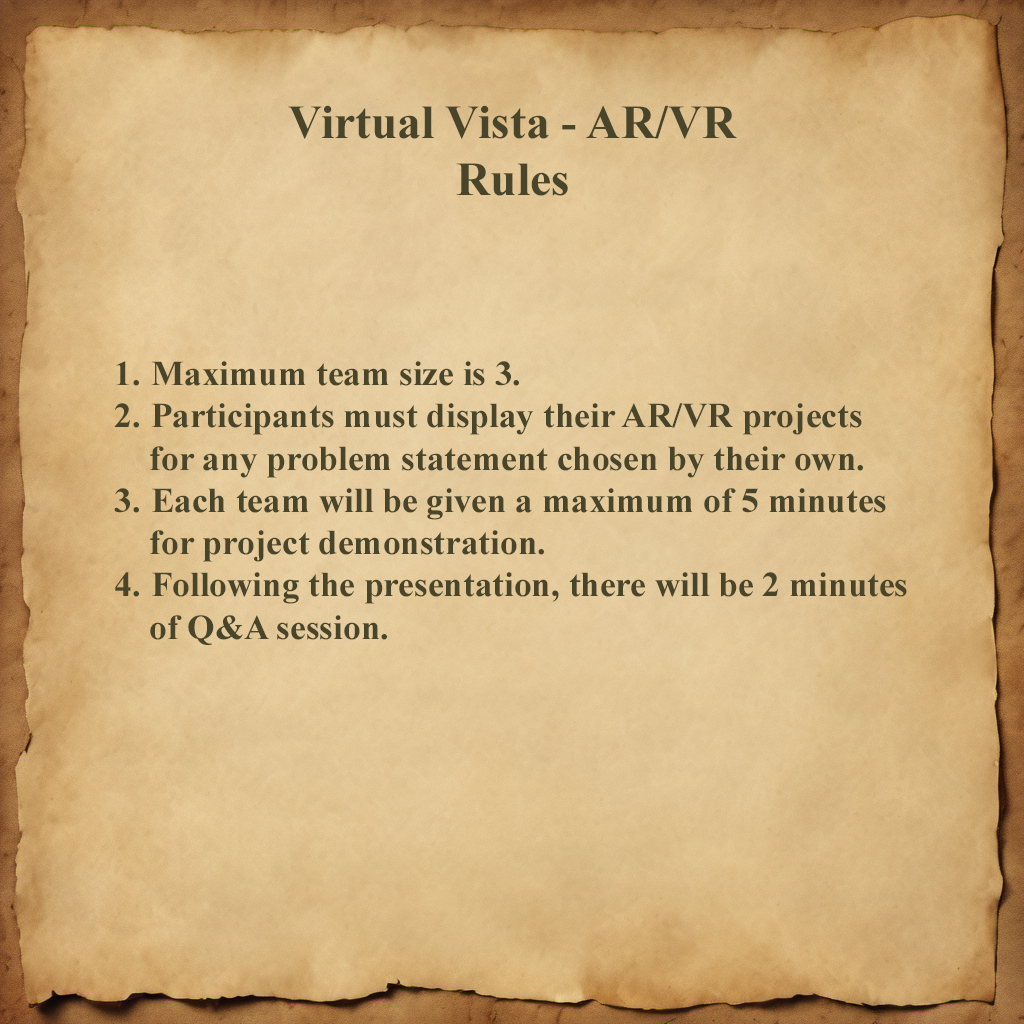 Virtual Vista - AR/VR
Rules
1. Maximum team size is 3.
2. Participants must display their AR/VR projects
for any problem statement chosen by their own.
3. Each team will be given a maximum of 5 minutes
for project demonstration.
4. Following the presentation, there will be 2 minutes
of Q&A session.